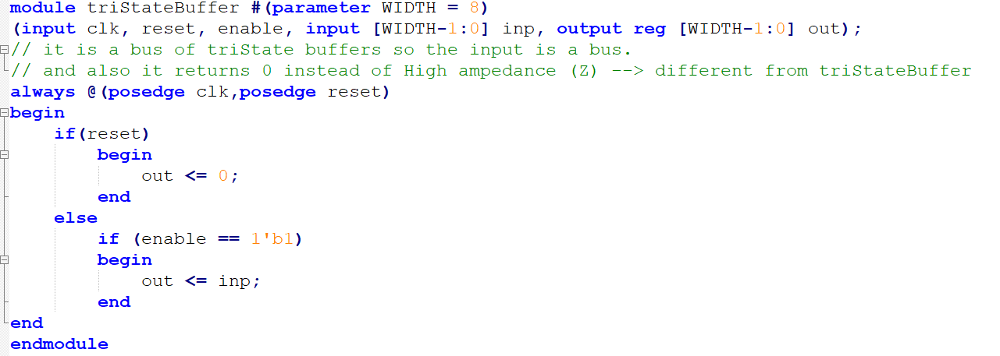 module triStateBuffer #(parameter WIDTH = 8)
(input clk, reset, enable, input [WIDTH-1:0] inp, output reg [WIDTH-1:0] out);
// it is a bus of triState buffers so the input is a bus.
// and also it returns 0 instead of High ampedance (Z) --> different from triStateBuffer
always @(posedge clk,posedge reset)
begin
    if(reset)
        begin
            out <= 0;
        end
    else
        if (enable == 1'b1)
        begin
            out <= inp;
        end
end
endmodule